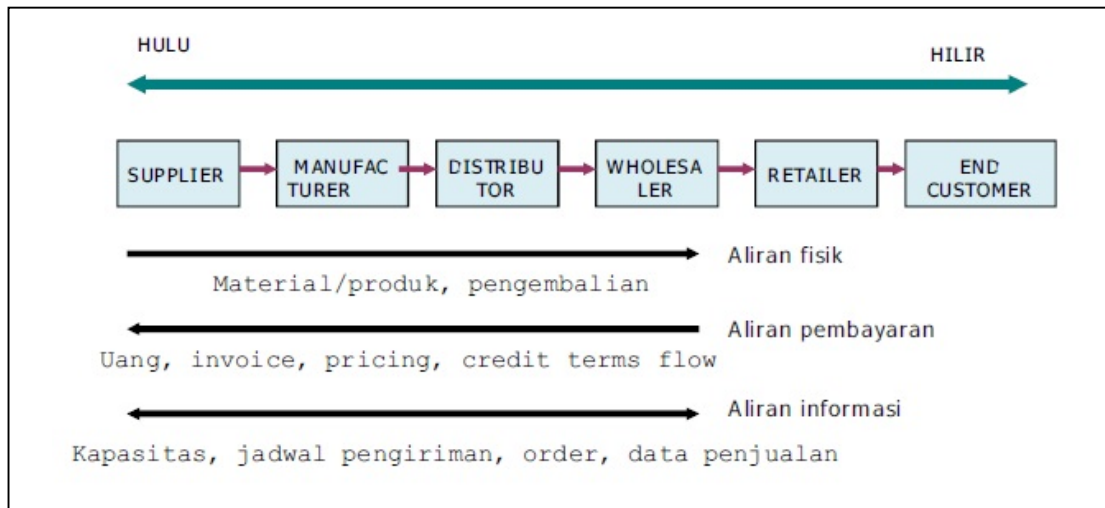 HULU
HILIR
SUPPLIER
MANUFAC
TURER
DISTRIBU
TOR
WHOLESA
LER
RETAILER
END
CUSTOMER
Aliran fisik
Material/produk, pengembalian
Aliran pembayaran
Uang, invoice, pricing, credit terms flow
Aliran informasi
Kapasitas, jadwal pengiriman, order, data penjualan